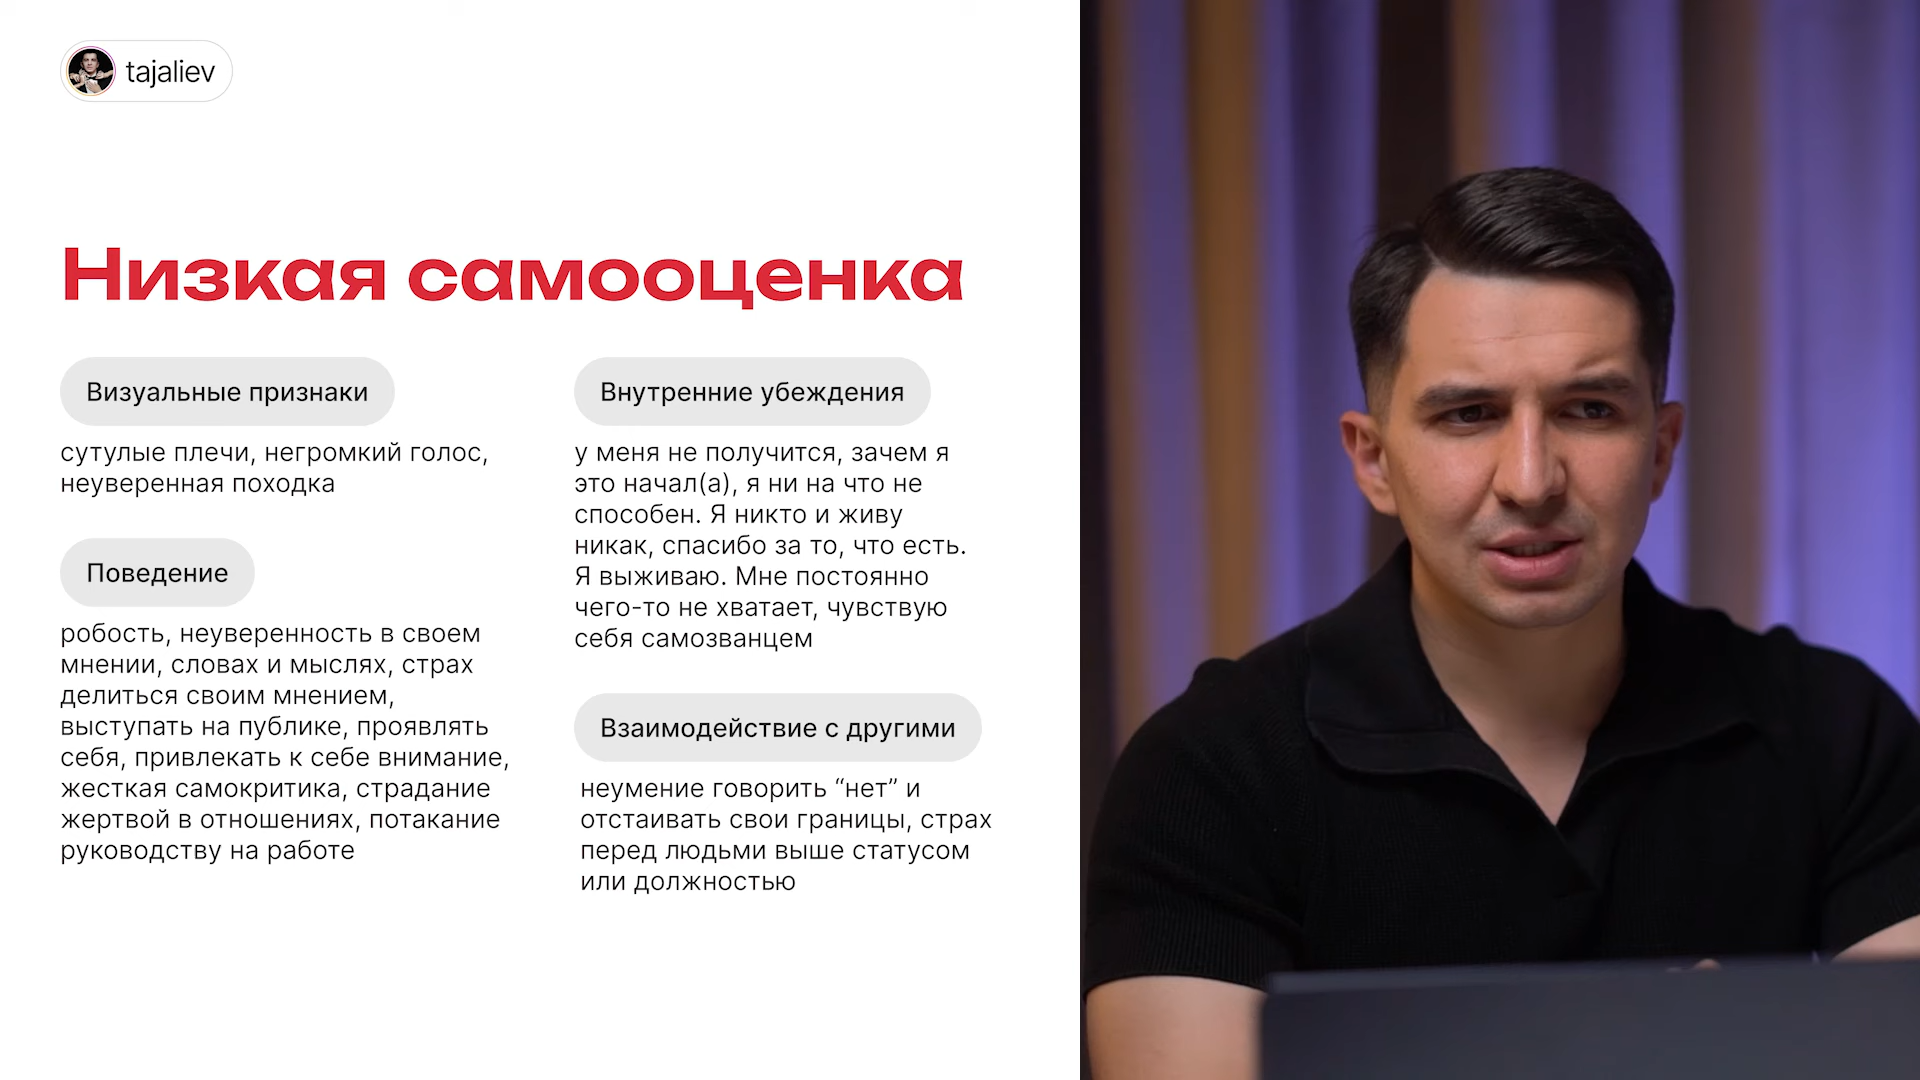 tajaliev
Низкая самооценка
Визуальные признаки
сутулые плечи, негромкий голос,
неуверенная походка
Поведение
робость, неуверенность в своем
мнении, словах и мыслях, страх
делиться своим мнением,
выступать на публике, проявлять
себя, привлекать к себе внимание,
жесткая самокритика, страдание
жертвой в отношениях, потакание
руководству на работе
Внутренние убеждения
у меня не получится, зачем я
это начал(а), я ни на что не
способен. Я никто и живу
никак, спасибо за то, что есть.
Я выживаю. Мне постоянно
чего-то не хватает, чувствую
себя самозванцем
Взаимодействие с другими
неумение говорить “нет” и
отстаивать свои границы, страх
перед людьми выше статусом
или должностью